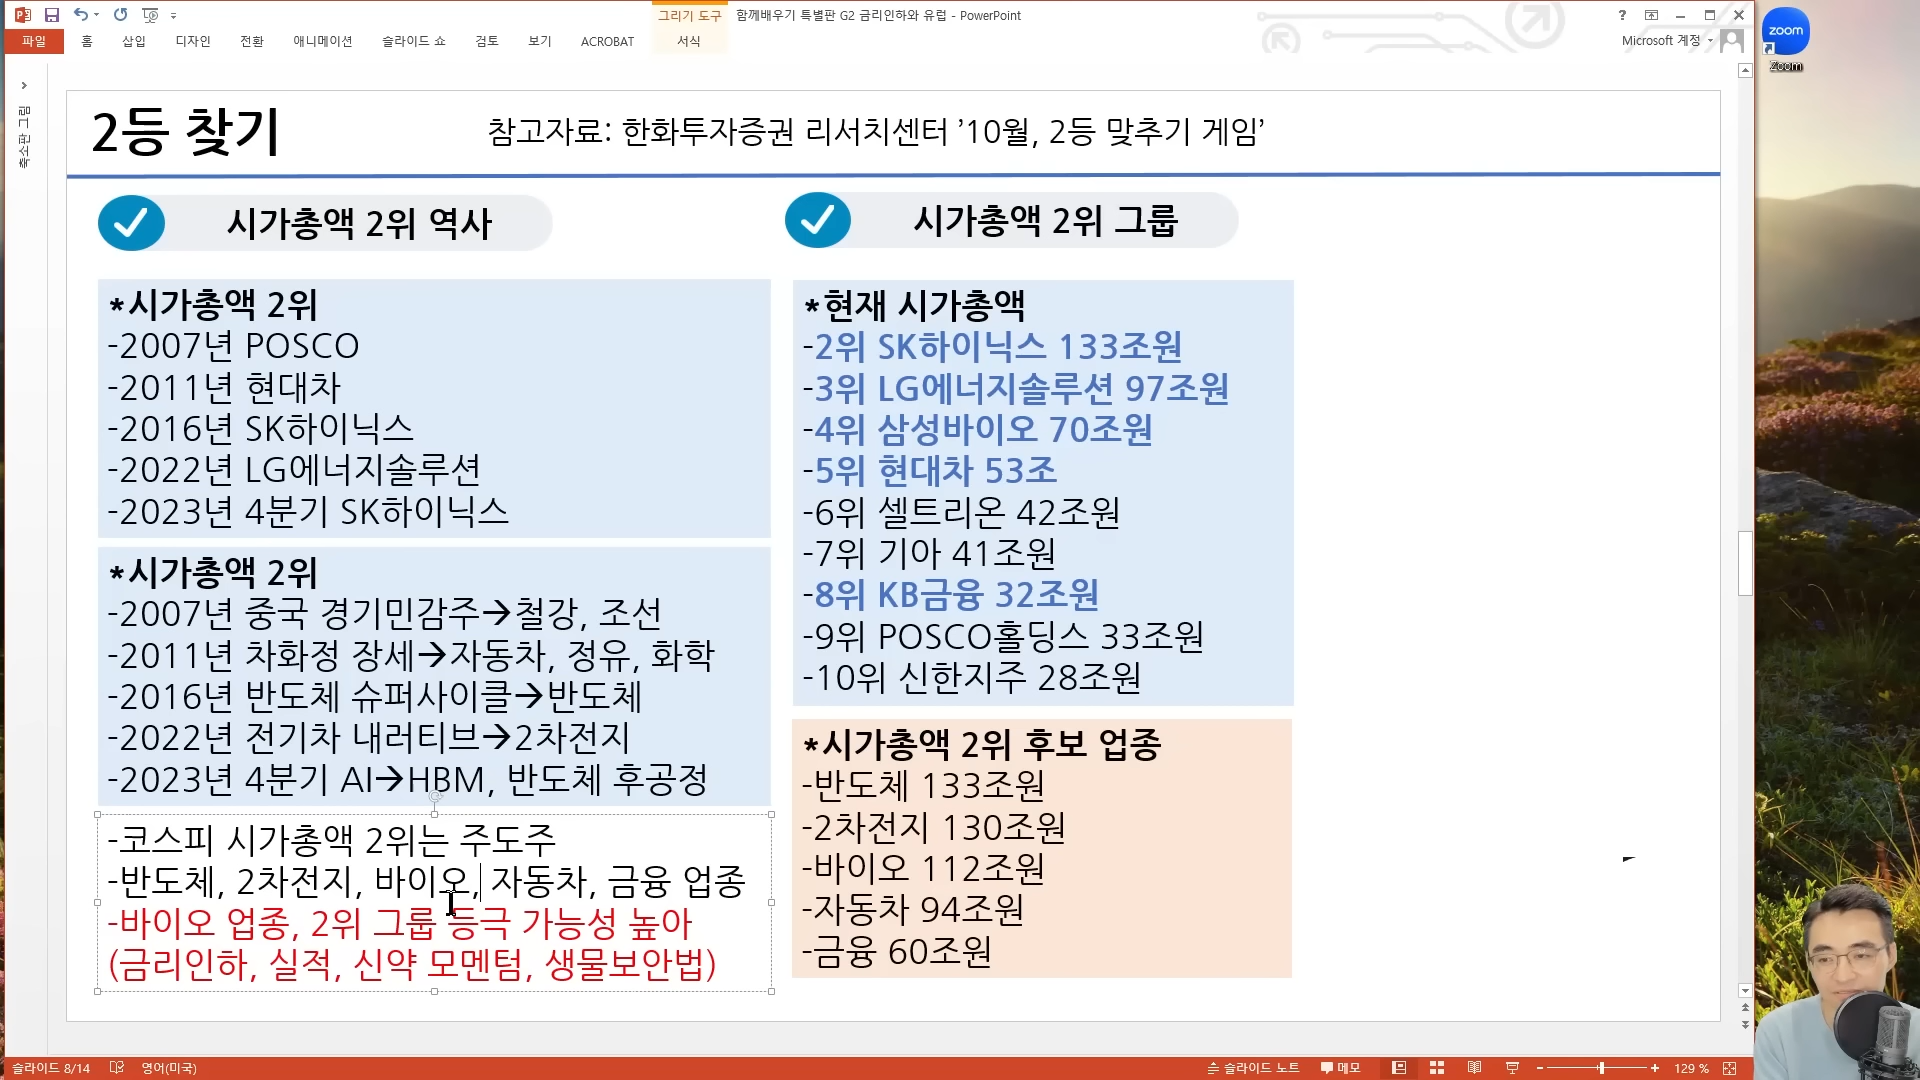 그리기 도구
함께배우기 특별판 G2 금리인하와 유럽 - PowerPoint
파일
홈
삽입
디자인
전환
애니메이션
슬라이드 쇼
검토
보기
ACROBAT
서식
Microsoft 계정
zoom
Zoom
축소판 그림
2등 찾기
참고자료: 한화투자증권 리서치센터 ’10월, 2등 맞추기 게임’
시가총액 2위 역사
*시가총액 2위
-2007년 POSCO
-2011년 현대차
-2016년 SK하이닉스
-2022년 LG에너지솔루션
-2023년 4분기 SK하이닉스
*시가총액 2위
-2007년 중국 경기민감주→철강, 조선
-2011년 차화정 장세→자동차, 정유, 화학
-2016년 반도체 슈퍼사이클→반도체
-2022년 전기차 내러티브→2차전지
-2023년 4분기 AI→HBM, 반도체 후공정
-코스피 시가총액 2위는 주도주
-반도체, 2차전지, 바이오, 자동차, 금융 업종
-바이오 업종, 2위 그룹 등극 가능성 높아
(금리인하, 실적, 신약 모멘텀, 생물보안법)
시가총액 2위 그룹
*현재 시가총액
-2위 SK하이닉스 133조원
-3위 LG에너지솔루션 97조원
-4위 삼성바이오 70조원
-5위 현대차 53조
-6위 셀트리온 42조원
-7위 기아 41조원
-8위 KB금융 32조원
-9위 POSCO홀딩스 33조원
-10위 신한지주 28조원
*시가총액 2위 후보 업종
-반도체 133조원
-2차전지 130조원
-바이오 112조원
-자동차 94조원
-금융 60조원
슬라이드 8/14
영어(미국)
슬라이드 노트
메모
129 %